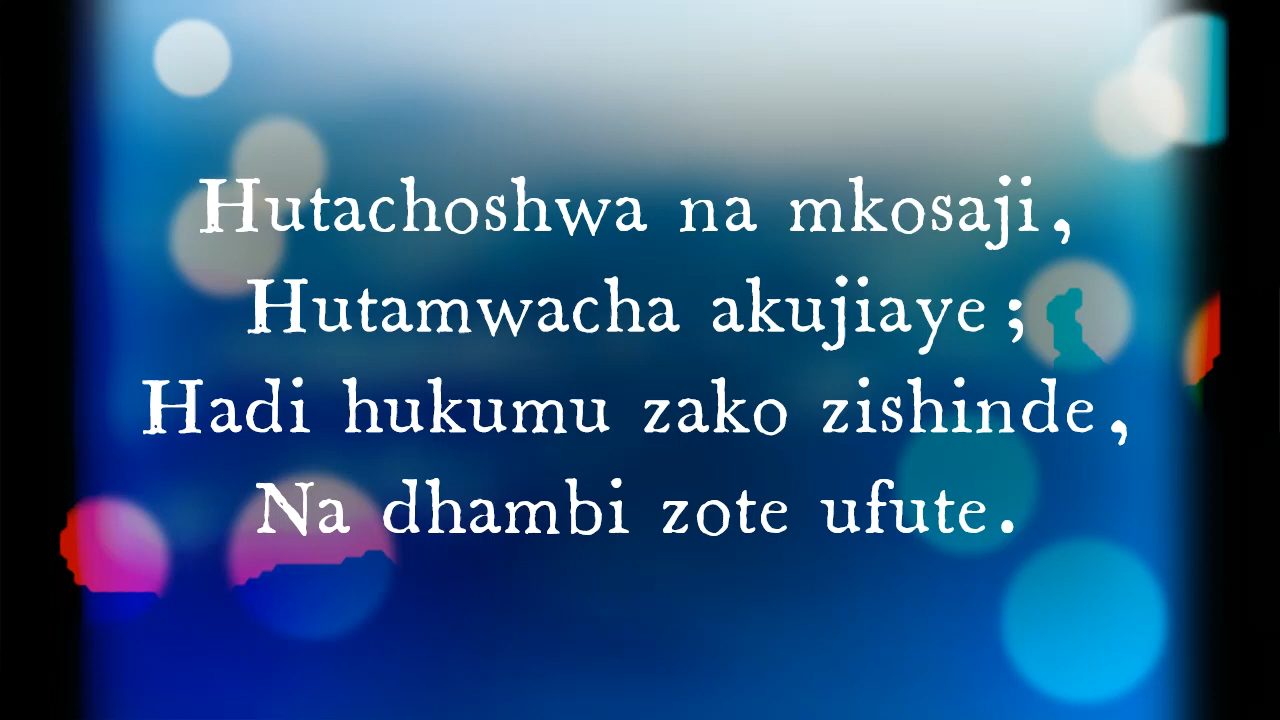 Hutachoshwa na mkosaji,
Hutamwacha akujiaye;
Hadi hukumu zako zishinde,
Na dhambi zote ufute.